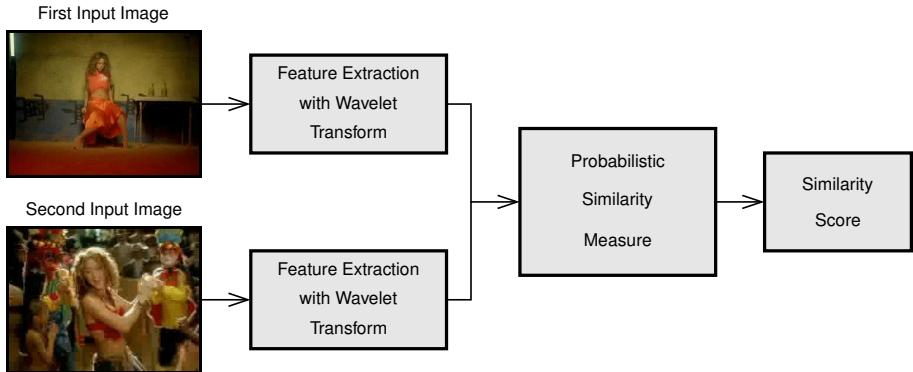 First Input Image
Feature Extraction
with Wavelet
Transform
Second Input Image
Feature Extraction
with Wavelet
Transform
Probabilistic
Similarity
Measure
Similarity
Score